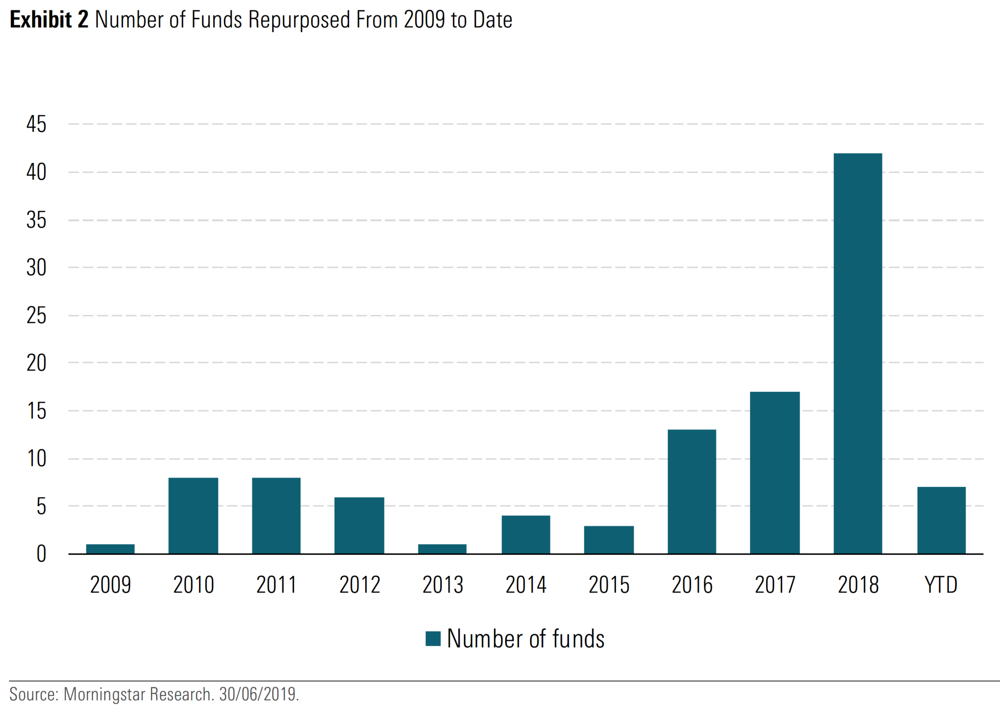 Exhibit 2 Number of Funds Repurposed From 2009 to Date
45
40
35
30
25
20
15
10
5
0
2009 2010 2011 2012 2013 2014 2015 2016 2017 2018 YTD
Number of funds
Source: Morningstar Research. 30/06/2019.